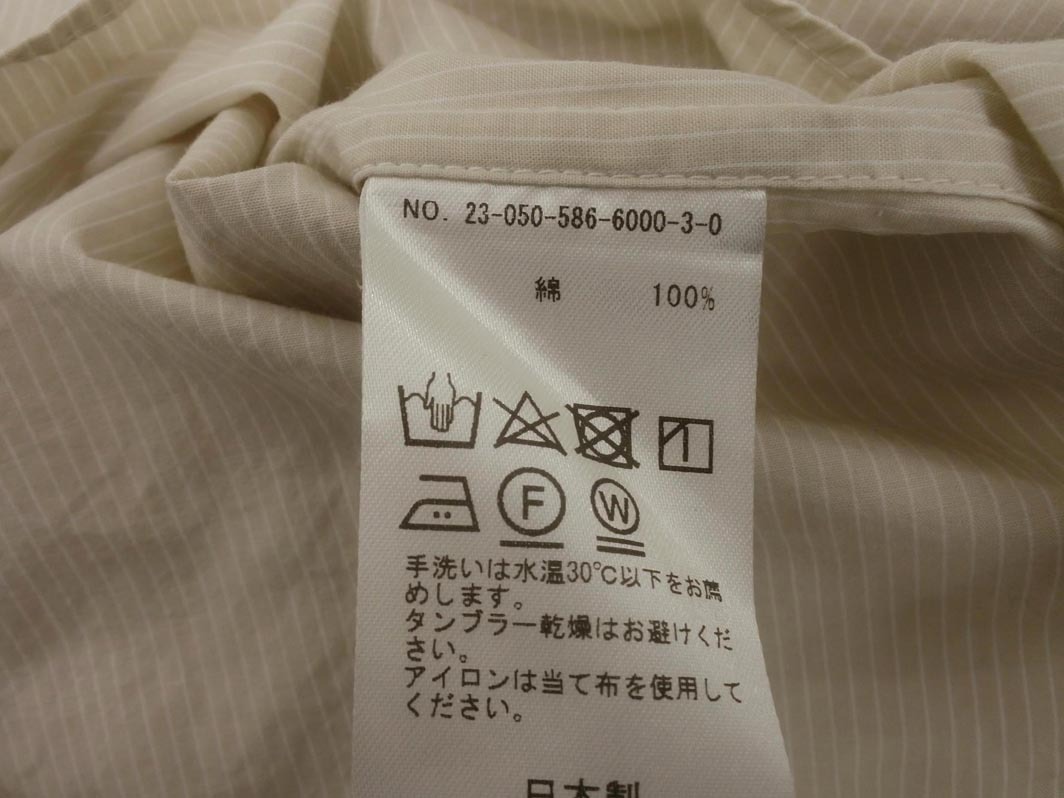 NO. 23-050-586-6000-3-0
綿 100%
F W
手洗いは水温30℃以下をお薦
めします。
タンブラー乾燥はお避けくだ
さい。
アイロンは当て布を使用して
ください。
日本製